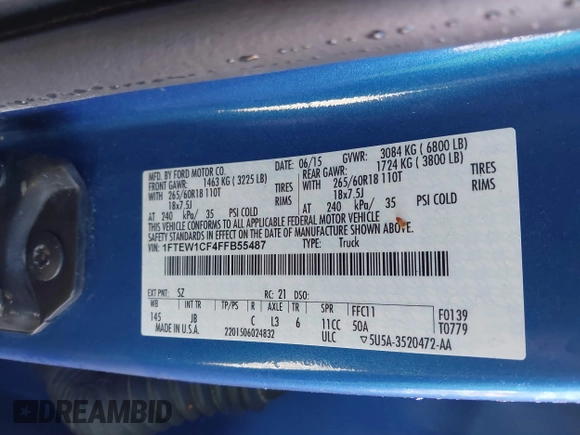 MFD. BY FORD MOTOR CO.
06/15 GVWR: 3084 KG ( 6800 LB)
FRONT GAWR: 1463 KG ( 3225 LB) REAR GAWR: 1724 KG ( 3800 LB)
WITH 265/60R18 110T TIRES WITH 265/60R18 110T TIRES
18x7.5J RIMS 18x7.5J RIMS
AT 240 kPa/ 35 PSI COLD AT 240 kPa/ 35 PSI COLD
THIS VEHICLE CONFORMS TO ALL APPLICABLE FEDERAL MOTOR VEHICLE
SAFETY STANDARDS IN EFFECT ON THE DATE OF MANUFACTURE SHOWN ABOVE.
VIN: 1FTEW1CF4FFB55487 TYPE: Truck
EXT PNT: SZ RC: 21 DSO:
WB INT TR TP/PS R AXLE TR SPR FFC11 F0139
145 JB C L3 6 11CC 50A T0779
MADE IN U.S.A. 2201506024832 ULC ▽5U5A-3520472-AA
DREAMBID